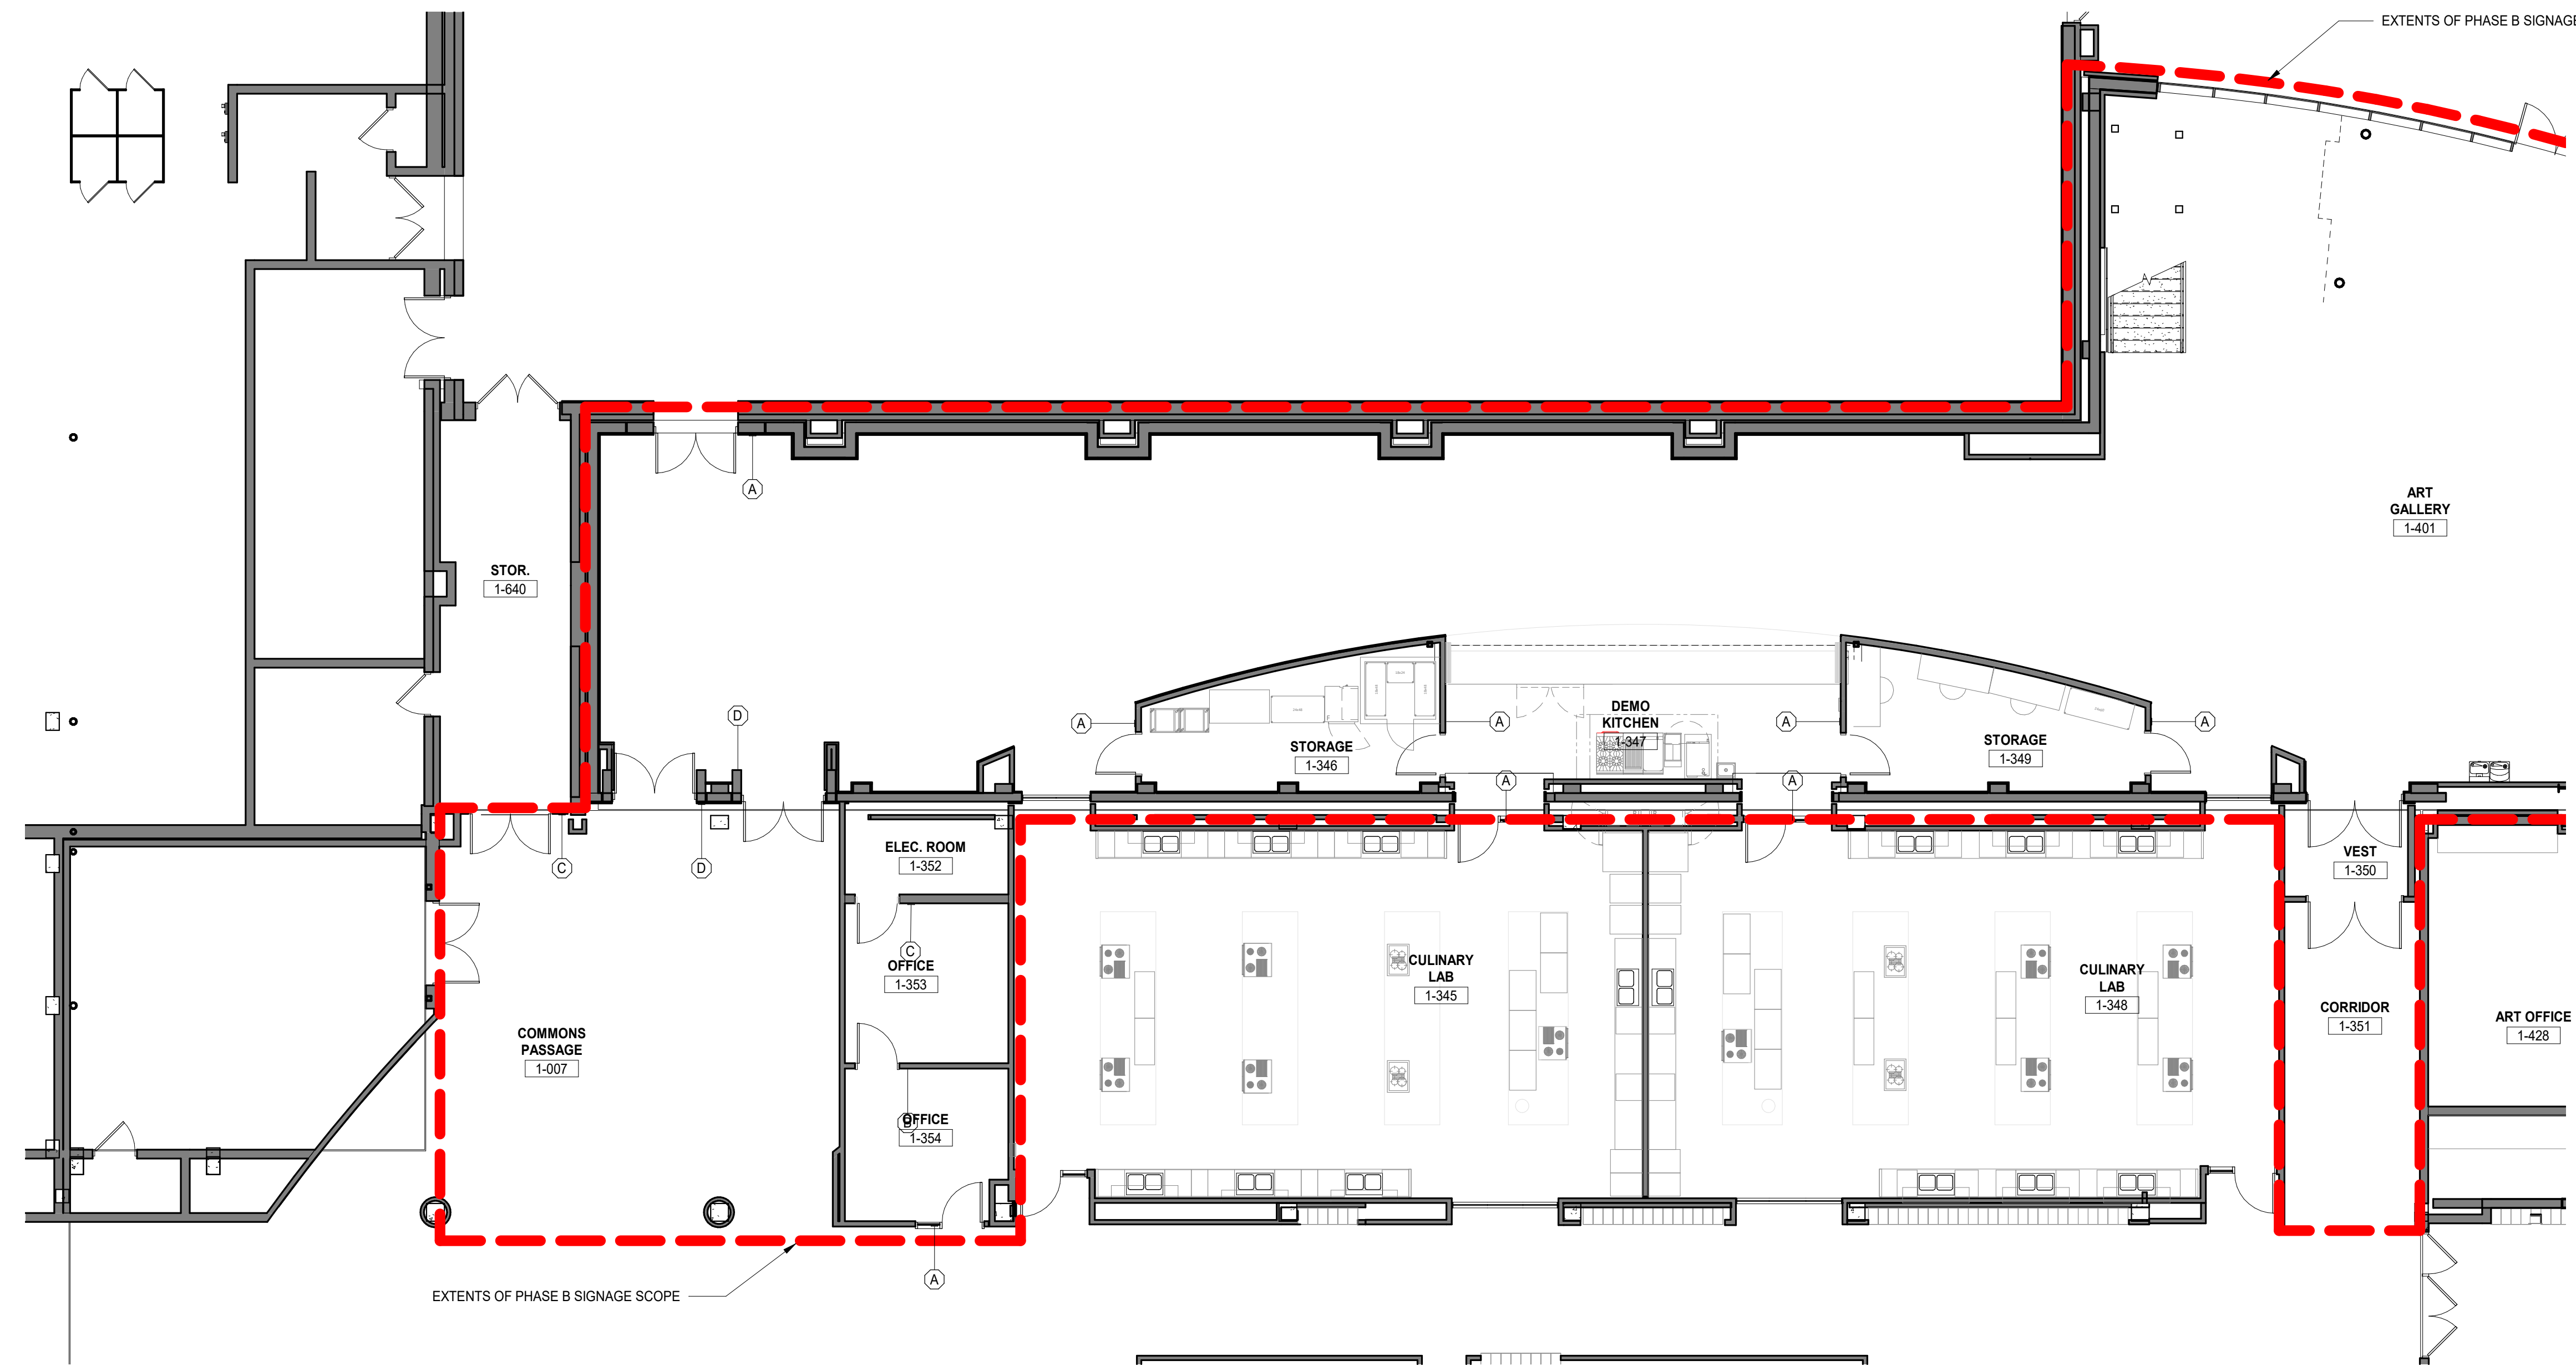 EXTENTS OF PHASE B SIGNAGE
A
ART
GALLERY
1-401
STOR.
1-640
D
A
A
A
A
DEMO
KITCHEN
1-347
STORAGE
1-346
STORAGE
1-349
A
A
C
D
ELEC. ROOM
1-352
VEST
1-350
C
OFFICE
1-353
CULINARY
LAB
1-345
CULINARY
LAB
1-348
CORRIDOR
1-351
ART OFFICE
1-428
COMMONS
PASSAGE
1-007
B
OFFICE
1-354
A
EXTENTS OF PHASE B SIGNAGE SCOPE